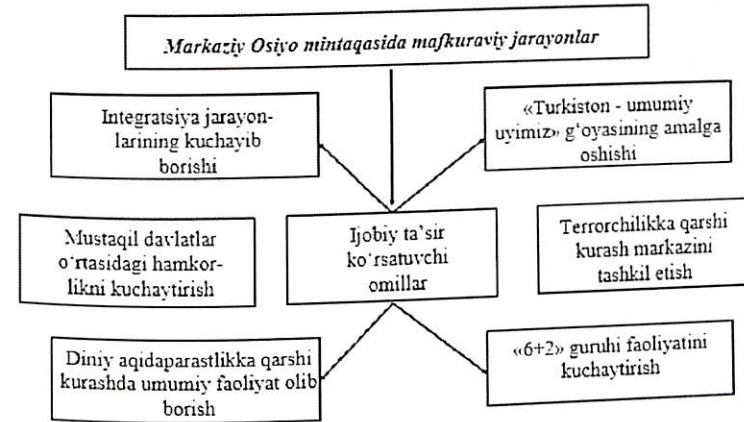 Markaziy Osiyo mintaqasida mafkuraviy jarayonlar
Integratsiya jarayon-
larining kuchayib
borishi
«Turkiston - umumiy
uyimiz» g‘oyasining amalga
oshishi
Mustaqil davlatlar
o‘rtasidagi hamkor-
likni kuchaytirish
Ijobiy ta’sir
ko‘rsatuvchi
omillar
Terrorchilikka qarshi
kurash markazini
tashkil etish
Diniy aqidaparastlikka qarshi
kurashda umumiy faoliyat olib
borish
«6+2» guruhi faoliyatini
kuchaytirish